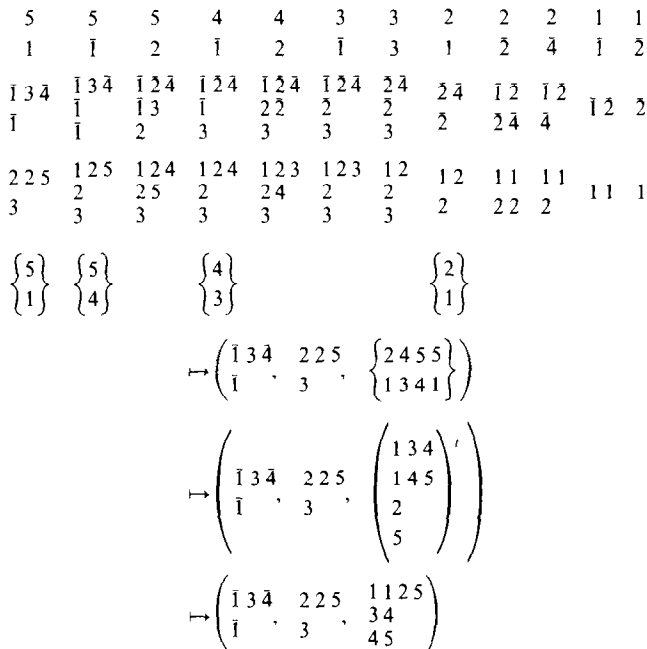 5 5 5 4 4 3 3 2 2 2 1 1
1 1̄ 2 1̄ 2 1̄ 3 1 2̄ 4̄ 1̄ 2̄
1̄ 3 4̄ 1̄ 3 4̄ 1̄ 2̄ 4̄ 1̄ 2̄ 4̄ 1̄ 2̄ 4̄ 1̄ 2̄ 4̄ 2̄ 4̄ 2̄ 4̄ 1̄ 2̄ 1̄ 2̄ 1̄ 2̄ 2̄
1̄ 1̄ 1̄ 3 1̄ 2 2̄ 2̄ 2̄ 2̄ 2̄ 4̄ 4̄
1̄ 2 3 3 3 3
2 2 5 1 2 5 1 2 4 1 2 4 1 2 3 1 2 3 1 2 1 2 1 1 1 1 1 1 1
3 2 2 5 2 2 4 2 2 2 2 2 2
3 3 3 3 3 3
{5 {5 {4 {2
1} 4} 3} 1}
↦ ( 1̄ 3 4̄ 2 2 5 { 2 4 5 5
1̄ , 3 , 1 3 4 1 } )
1 3 4
↦ ( 1̄ 3 4̄ 2 2 5 ( 1 4 5 )ᵗ
1̄ , 3 , 2
5 )
↦ ( 1̄ 3 4̄ 2 2 5 1 1 2 5
1̄ , 3 , 3 4
4 5 )